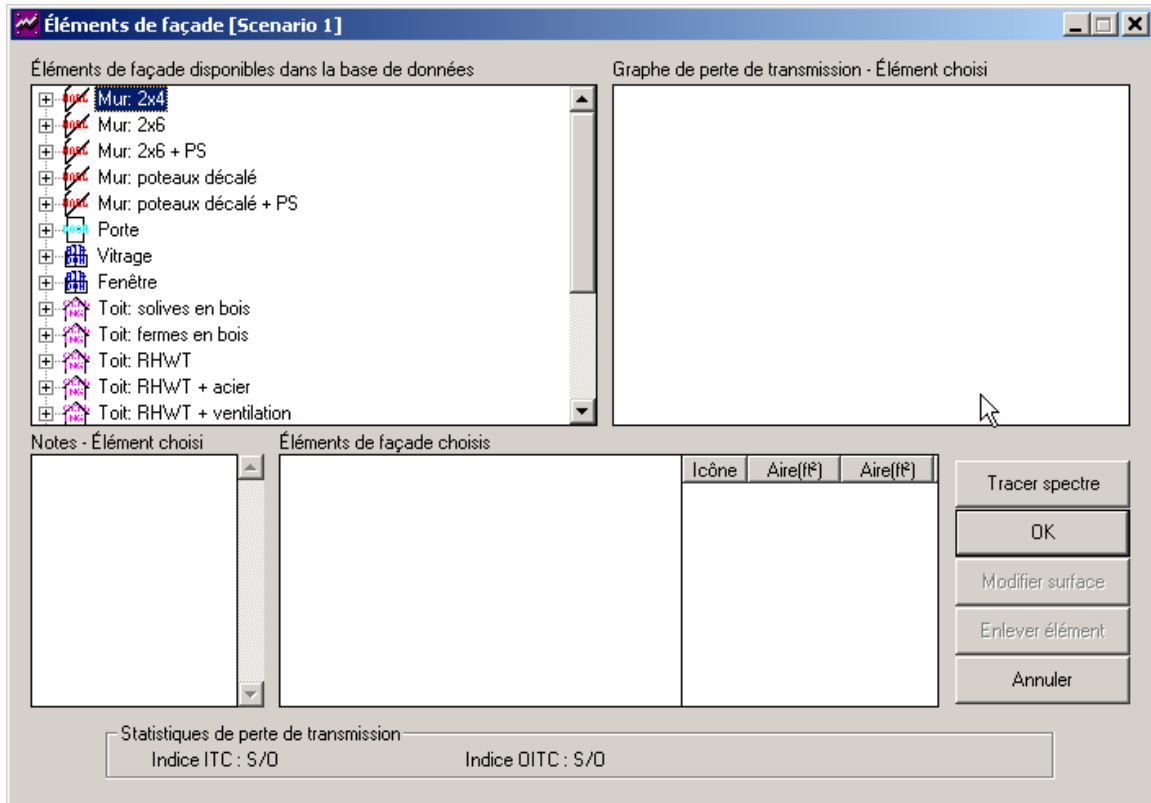 Éléments de façade [Scenario 1]
Éléments de façade disponibles dans la base de données
Mur: 2x4
Mur: 2x6
Mur: 2x6 + PS
Mur: poteaux décalé
Mur: poteaux décalé + PS
Porte
Vitrage
Fenêtre
Toit: solives en bois
Toit: fermes en bois
Toit: RHWT
Toit: RHWT + acier
Toit: RHWT + ventilation
Graphe de perte de transmission - Élément choisi
Notes - Élément choisi
Éléments de façade choisis
Icône Aire(ft²) Aire(ft²)
Tracer spectre
OK
Modifier surface
Enlever élément
Annuler
Statistiques de perte de transmission
Indice ITC : S/O Indice OITC : S/O